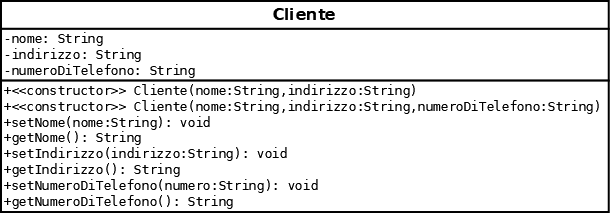 Cliente
-nome: String
-indirizzo: String
-numeroDiTelefono: String
+<<constructor>> Cliente(nome:String,indirizzo:String)
+<<constructor>> Cliente(nome:String,indirizzo:String,numeroDiTelefono:String)
+setNome(nome:String): void
+getNome(): String
+setIndirizzo(indirizzo:String): void
+getIndirizzo(): String
+setNumeroDiTelefono(numero:String): void
+getNumeroDiTelefono(): String